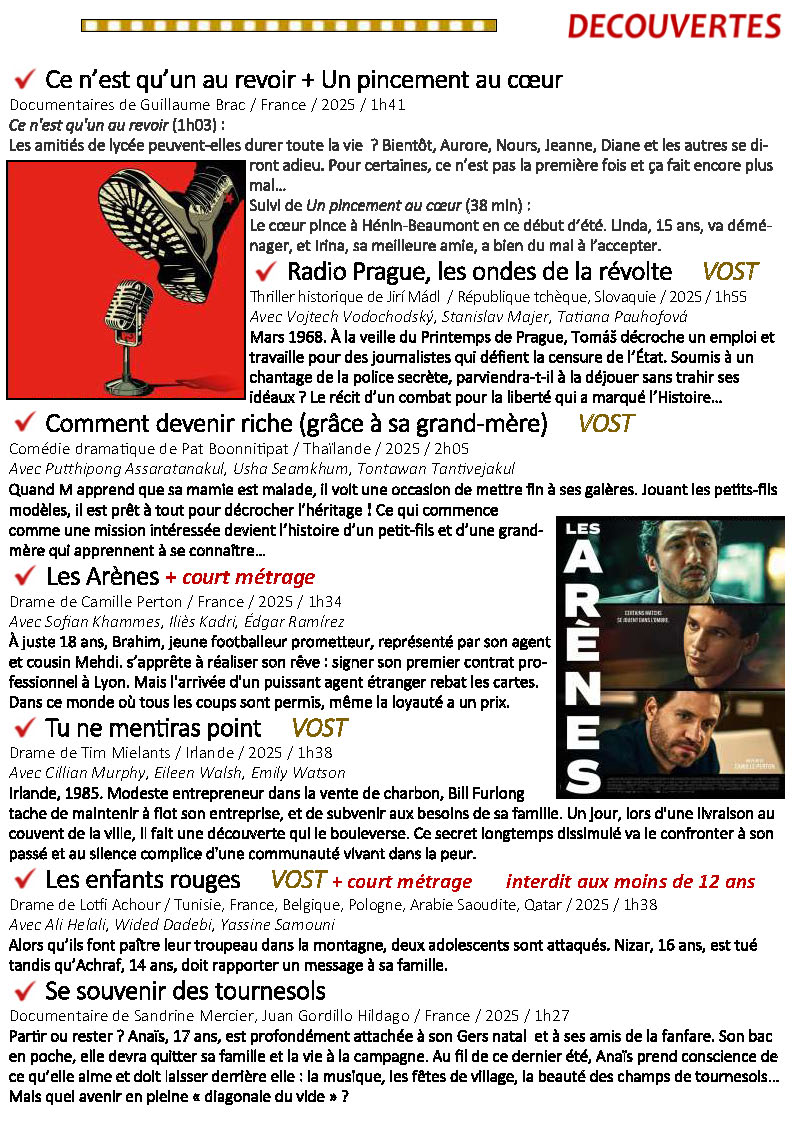 DECOUVERTES
Ce n’est qu’un au revoir + Un pincement au cœur
Documentaires de Guillaume Brac / France / 2025 / 1h41
Ce n'est qu'un au revoir (1h03) :
Les amitiés de lycée peuvent-elles durer toute la vie ? Bientôt, Aurore, Nours, Jeanne, Diane et les autres se di-
ront adieu. Pour certaines, ce n’est pas la première fois et ça fait encore plus
mal…
Suivi de Un pincement au cœur (38 min) :
Le cœur pince à Hénin-Beaumont en ce début d’été. Linda, 15 ans, va démé-
nager, et Irina, sa meilleure amie, a bien du mal à l’accepter.
Radio Prague, les ondes de la révolte VOST
Thriller historique de Jirí Mádl / République tchèque, Slovaquie / 2025 / 1h55
Avec Vojtech Vodochodský, Stanislav Majer, Tatiana Pauhofová
Mars 1968. À la veille du Printemps de Prague, Tomáš décroche un emploi et
travaille pour des journalistes qui défient la censure de l’État. Soumis à un
chantage de la police secrète, parviendra-t-il à la déjouer sans trahir ses
idéaux ? Le récit d’un combat pour la liberté qui a marqué l’Histoire…
Comment devenir riche (grâce à sa grand-mère) VOST
Comédie dramatique de Pat Boonnitipat / Thaïlande / 2025 / 2h05
Avec Putthipong Assaratanakul, Usha Seamkhum, Tontawan Tantivejakul
Quand M apprend que sa mamie est malade, il voit une occasion de mettre fin à ses galères. Jouant les petits-fils
modèles, il est prêt à tout pour décrocher l’héritage ! Ce qui commence
comme une mission intéressée devient l’histoire d’un petit-fils et d’une grand-
mère qui apprennent à se connaître…
Les Arènes + court métrage
Drame de Camille Perton / France / 2025 / 1h34
Avec Sofian Khammes, Iliès Kadri, Édgar Ramírez
À juste 18 ans, Brahim, jeune footballeur prometteur, représenté par son agent
et cousin Mehdi. s’apprête à réaliser son rêve : signer son premier contrat pro-
fessionnel à Lyon. Mais l'arrivée d'un puissant agent étranger rebat les cartes.
Dans ce monde où tous les coups sont permis, même la loyauté a un prix.
LES
ARÈNES
CERTAINS MATCHS
SE JOUENT DANS L'OMBRE.
CAMILLE PERTON
Tu ne mentiras point VOST
Drame de Tim Mielants / Irlande / 2025 / 1h38
Avec Cillian Murphy, Eileen Walsh, Emily Watson
Irlande, 1985. Modeste entrepreneur dans la vente de charbon, Bill Furlong
tache de maintenir à flot son entreprise, et de subvenir aux besoins de sa famille. Un jour, lors d'une livraison au
couvent de la ville, il fait une découverte qui le bouleverse. Ce secret longtemps dissimulé va le confronter à son
passé et au silence complice d'une communauté vivant dans la peur.
Les enfants rouges VOST + court métrage interdit aux moins de 12 ans
Drame de Lotfi Achour / Tunisie, France, Belgique, Pologne, Arabie Saoudite, Qatar / 2025 / 1h38
Avec Ali Helali, Wided Dadebi, Yassine Samouni
Alors qu’ils font paître leur troupeau dans la montagne, deux adolescents sont attaqués. Nizar, 16 ans, est tué
tandis qu’Achraf, 14 ans, doit rapporter un message à sa famille.
Se souvenir des tournesols
Documentaire de Sandrine Mercier, Juan Gordillo Hildago / France / 2025 / 1h27
Partir ou rester ? Anaïs, 17 ans, est profondément attachée à son Gers natal et à ses amis de la fanfare. Son bac
en poche, elle devra quitter sa famille et la vie à la campagne. Au fil de ce dernier été, Anaïs prend conscience de
ce qu’elle aime et doit laisser derrière elle : la musique, les fêtes de village, la beauté des champs de tournesols…
Mais quel avenir en pleine « diagonale du vide » ?